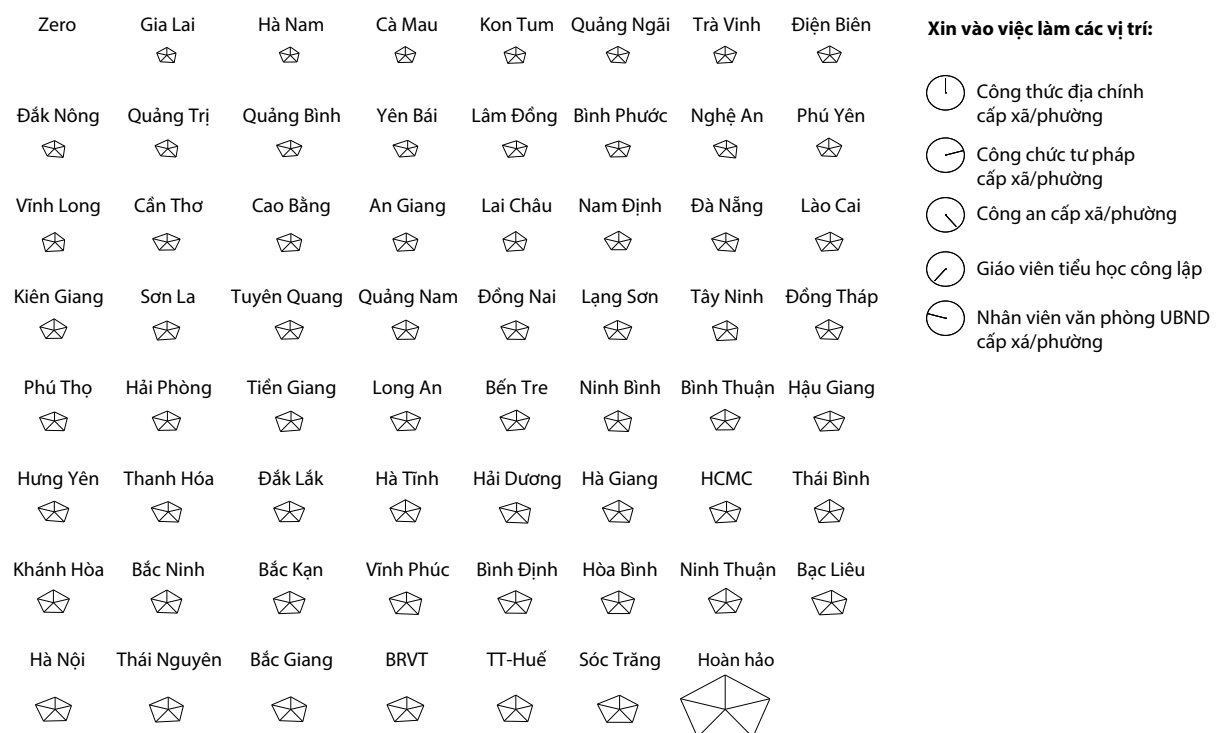 Zero Gia Lai Hà Nam Cà Mau Kon Tum Quảng Ngãi Trà Vinh Điện Biên
Đắk Nông Quảng Trị Quảng Bình Yên Bái Lâm Đồng Bình Phước Nghệ An Phú Yên
Vĩnh Long Cần Thơ Cao Bằng An Giang Lai Châu Nam Định Đà Nẵng Lào Cai
Kiên Giang Sơn La Tuyên Quang Quảng Nam Đồng Nai Lạng Sơn Tây Ninh Đồng Tháp
Phú Thọ Hải Phòng Tiền Giang Long An Bến Tre Ninh Bình Bình Thuận Hậu Giang
Hưng Yên Thanh Hóa Đắk Lắk Hà Tĩnh Hải Dương Hà Giang HCMC Thái Bình
Khánh Hòa Bắc Ninh Bắc Kạn Vĩnh Phúc Bình Định Hòa Bình Ninh Thuận Bạc Liêu
Hà Nội Thái Nguyên Bắc Giang BRVT TT-Huế Sóc Trăng Hoàn hảo
Xin vào việc làm các vị trí:
Công thức địa chính
cấp xã/phường
Công chức tư pháp
cấp xã/phường
Công an cấp xã/phường
Giáo viên tiểu học công lập
Nhân viên văn phòng UBND
cấp xá/phường